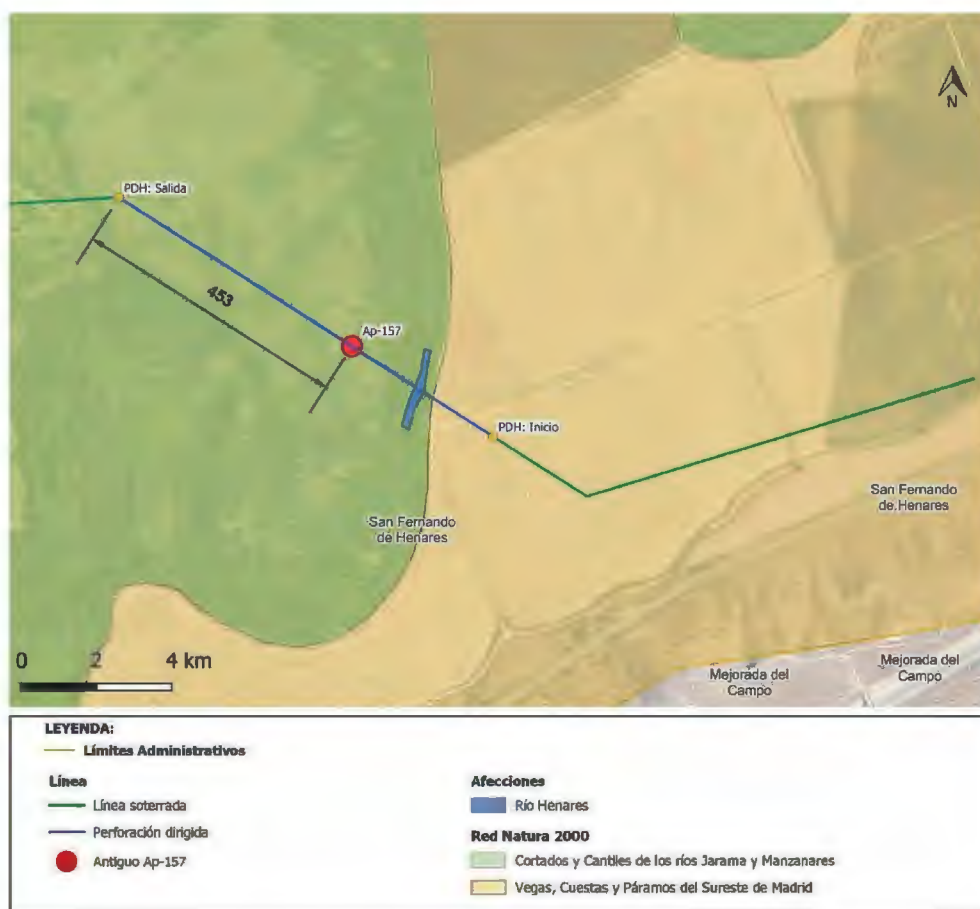 N
PDH: Salida
453
Ap-157
PDH: Inicio
San Fernando
de Henares
San Fernando
de Henares
0 2 4 km
Mejorada del
Campo
Mejorada del
Campo
LEYENDA:
Límites Administrativos
Línea
Línea soterrada
Perforación dirigida
Antiguo Ap-157
Afecciones
Río Henares
Red Natura 2000
Cortados y Cantiles de los ríos Jarama y Manzanares
Vegas, Cuestas y Páramos del Sureste de Madrid